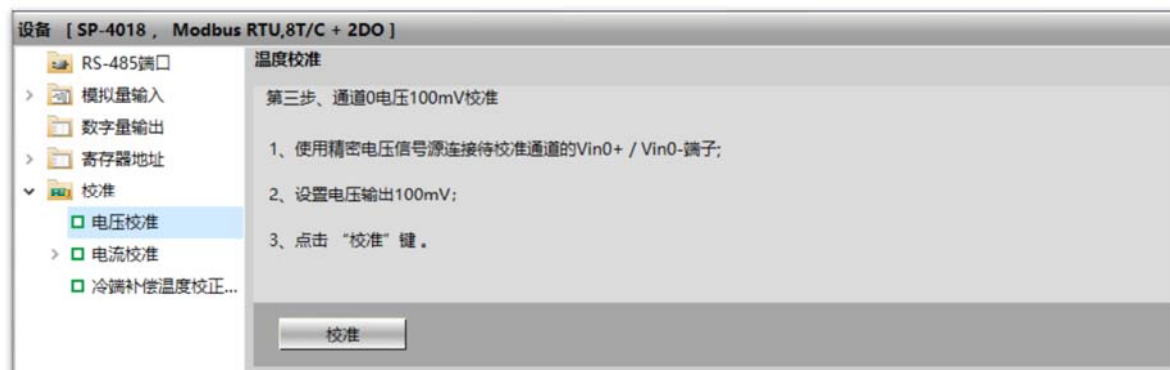 设备 [ SP-4018 , Modbus RTU,8T/C + 2DO ]
RS-485端口
模拟量输入
数字量输出
寄存器地址
校准
电压校准
电流校准
冷端补偿温度校正...
温度校准
第三步、通道0电压100mV校准
1、使用精密电压信号源连接待校准通道的Vin0+ / Vin0-端子;
2、设置电压输出100mV;
3、点击 “校准” 键 。
校准